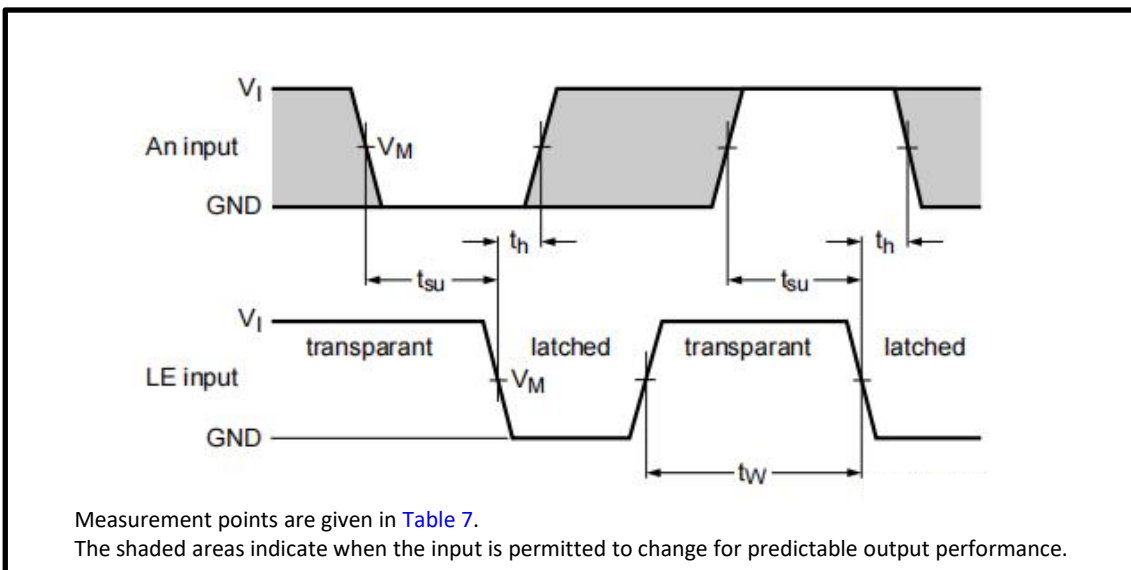 VI
An input
VM
GND
th
th
tsu
tsu
VI
transparant
latched
transparant
latched
LE input
VM
GND
tW
Measurement points are given in Table 7.
The shaded areas indicate when the input is permitted to change for predictable output performance.